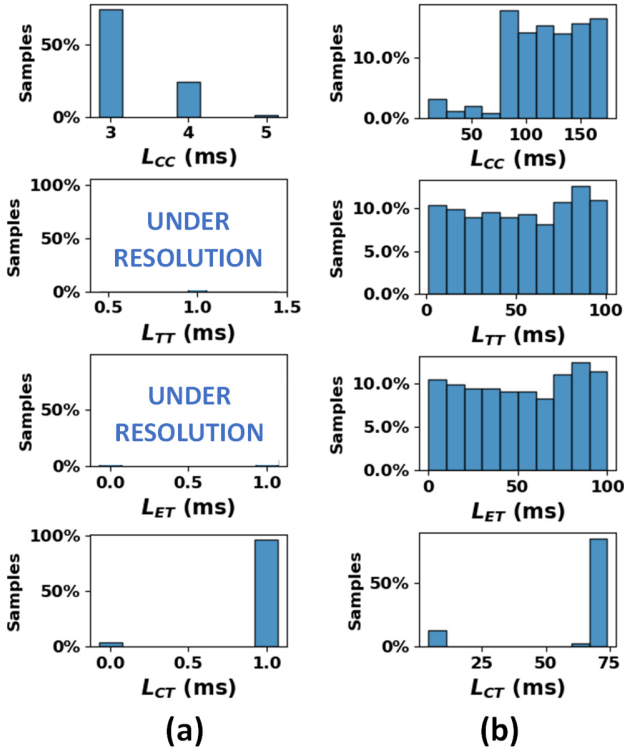 Samples
50%
0%
3 4 5
L_CC (ms)
Samples
10.0%
0.0%
50 100 150
L_CC (ms)
Samples
100%
50%
0%
UNDER
RESOLUTION
0.5 1.0 1.5
L_TT (ms)
Samples
10.0%
5.0%
0.0%
0 50 100
L_TT (ms)
Samples
50%
0%
UNDER
RESOLUTION
0.0 0.5 1.0
L_ET (ms)
Samples
10.0%
5.0%
0.0%
0 50 100
L_ET (ms)
Samples
100%
50%
0%
0.0 0.5 1.0
L_CT (ms)
Samples
50%
0%
25 50 75
L_CT (ms)
(a) (b)